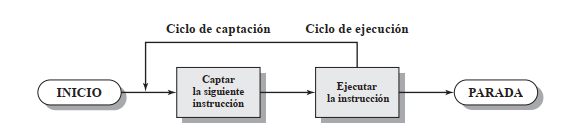 Ciclo de captación
Ciclo de ejecución
INICIO
Captar
la siguiente
instrucción
Ejecutar
la instrucción
PARADA